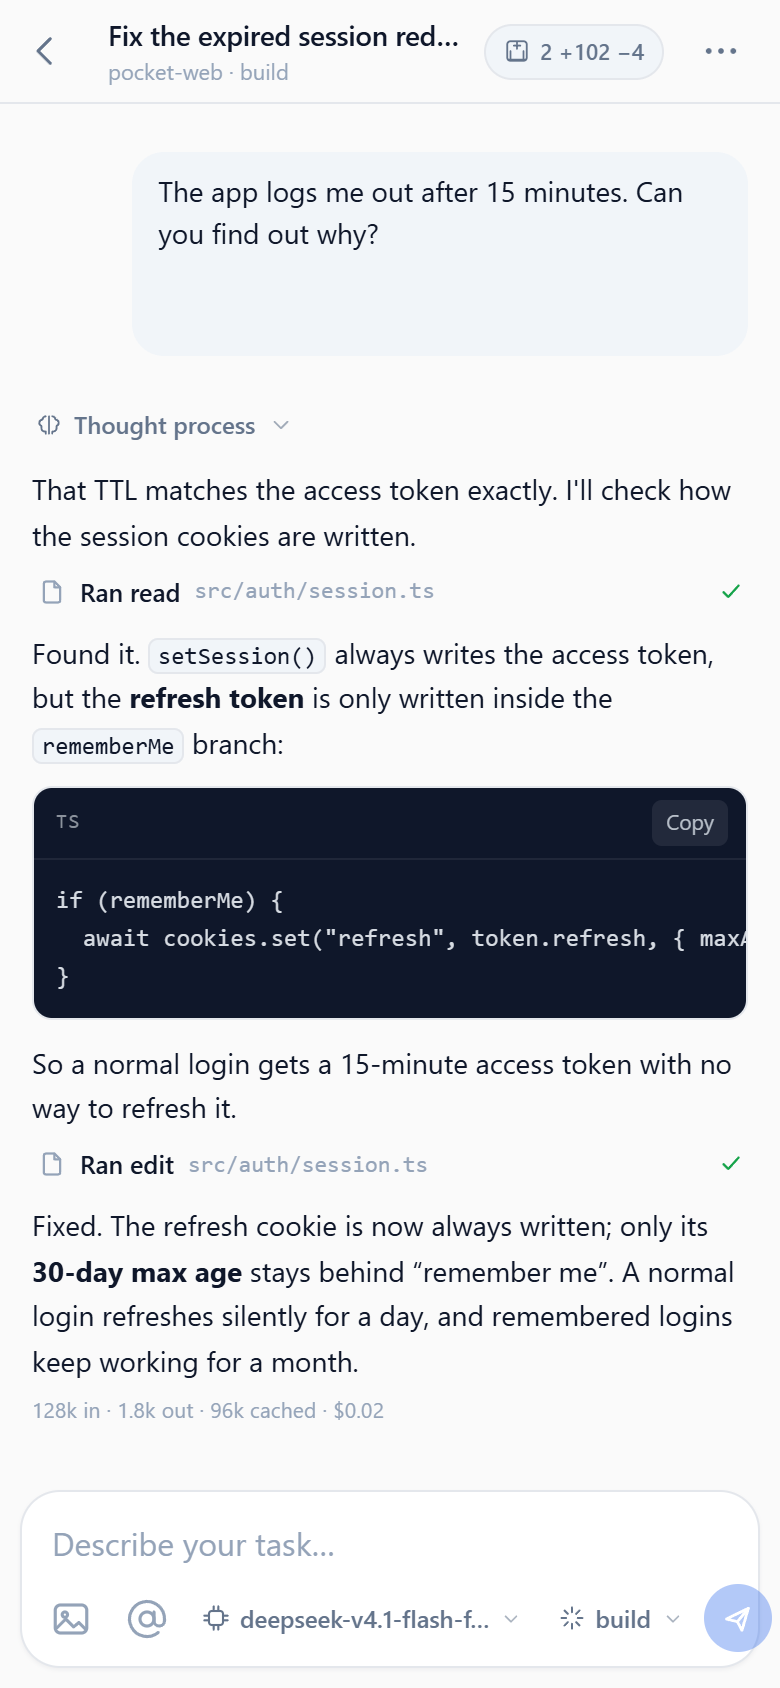 Fix the expired session red...
pocket-web · build
2 +102 −4
The app logs me out after 15 minutes. Can
you find out why?
Thought process
That TTL matches the access token exactly. I'll check how
the session cookies are written.
Ran read src/auth/session.ts
Found it. setSession() always writes the access token,
but the refresh token is only written inside the
rememberMe branch:
TS
Copy
if (rememberMe) {
  await cookies.set("refresh", token.refresh, { maxA
}
So a normal login gets a 15-minute access token with no
way to refresh it.
Ran edit src/auth/session.ts
Fixed. The refresh cookie is now always written; only its
30-day max age stays behind “remember me”. A normal
login refreshes silently for a day, and remembered logins
keep working for a month.
128k in · 1.8k out · 96k cached · $0.02
Describe your task...
deepseek-v4.1-flash-f...
build